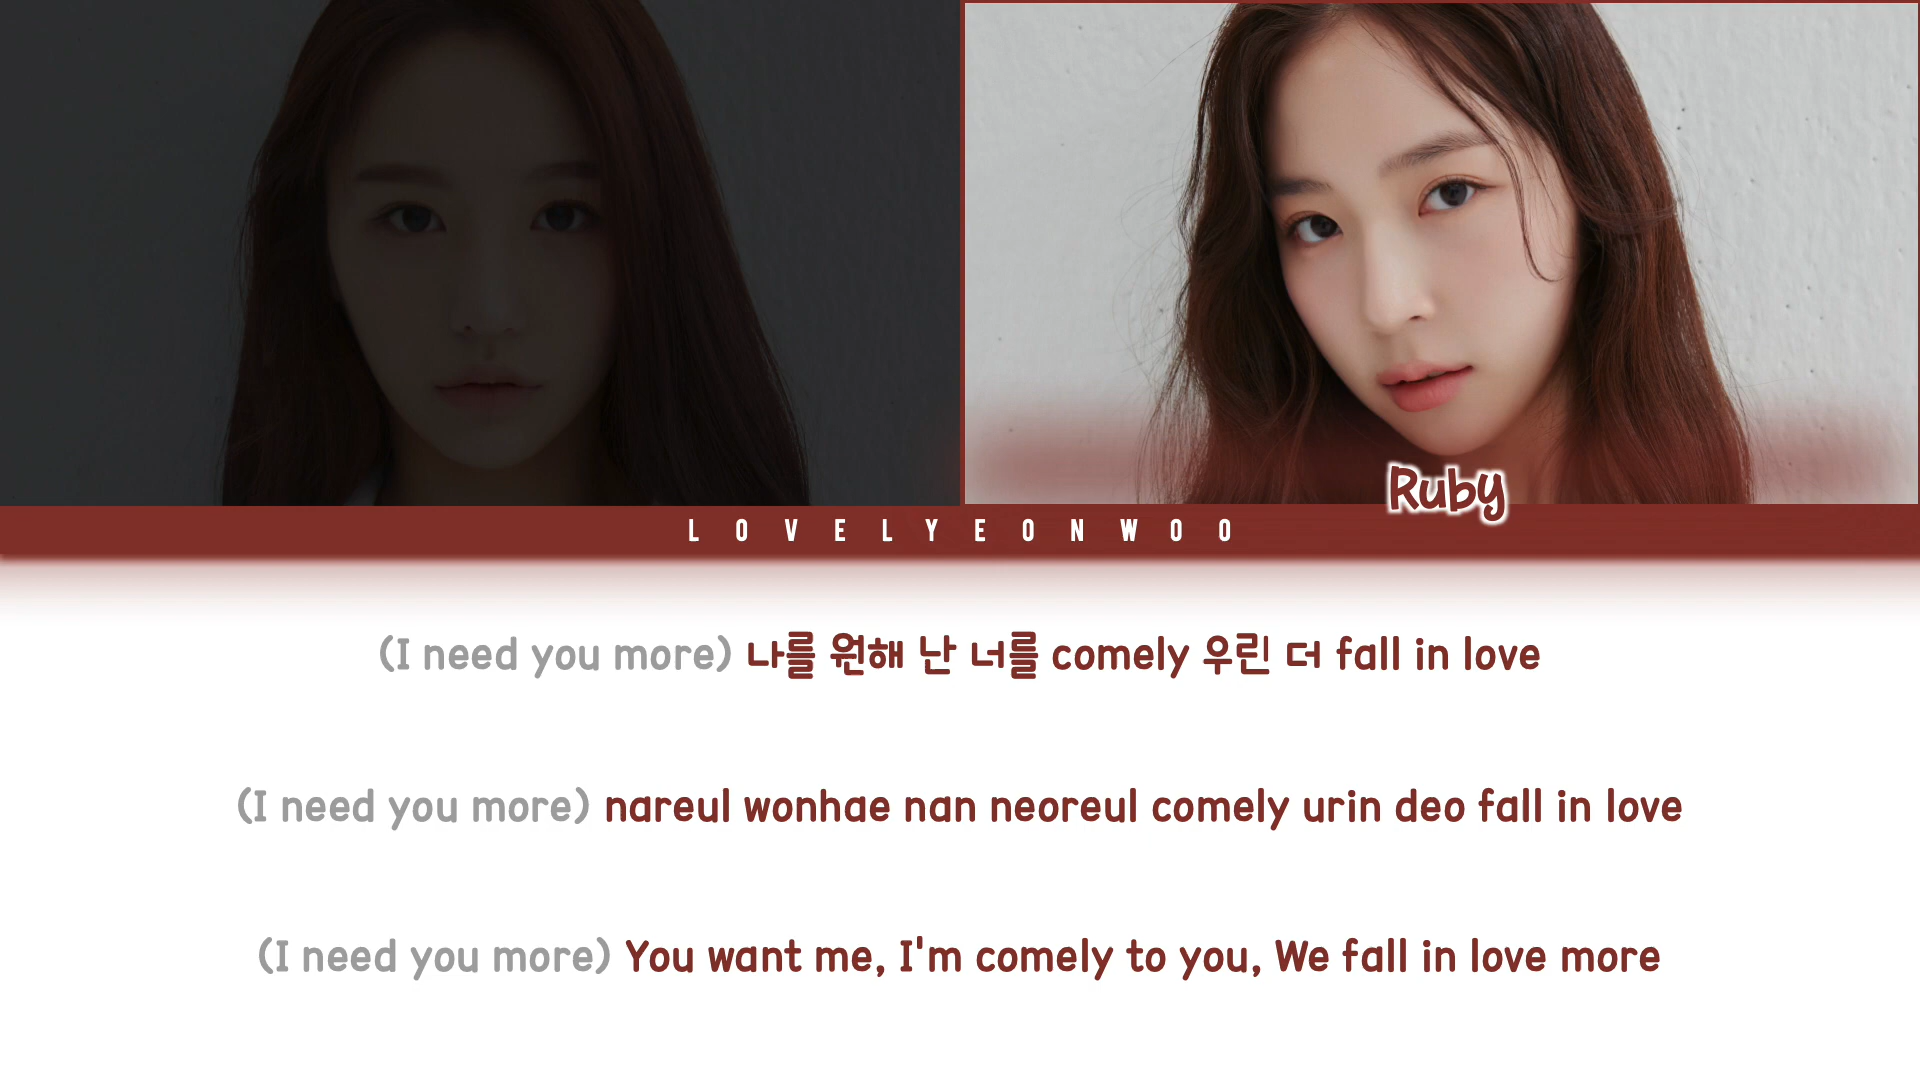 Ruby
LOVELYEONWOO
(I need you more) 나를 원해 난 너를 comely 우린 더 fall in love
(I need you more) nareul wonhae nan neoreul comely urin deo fall in love
(I need you more) You want me, I'm comely to you, We fall in love more